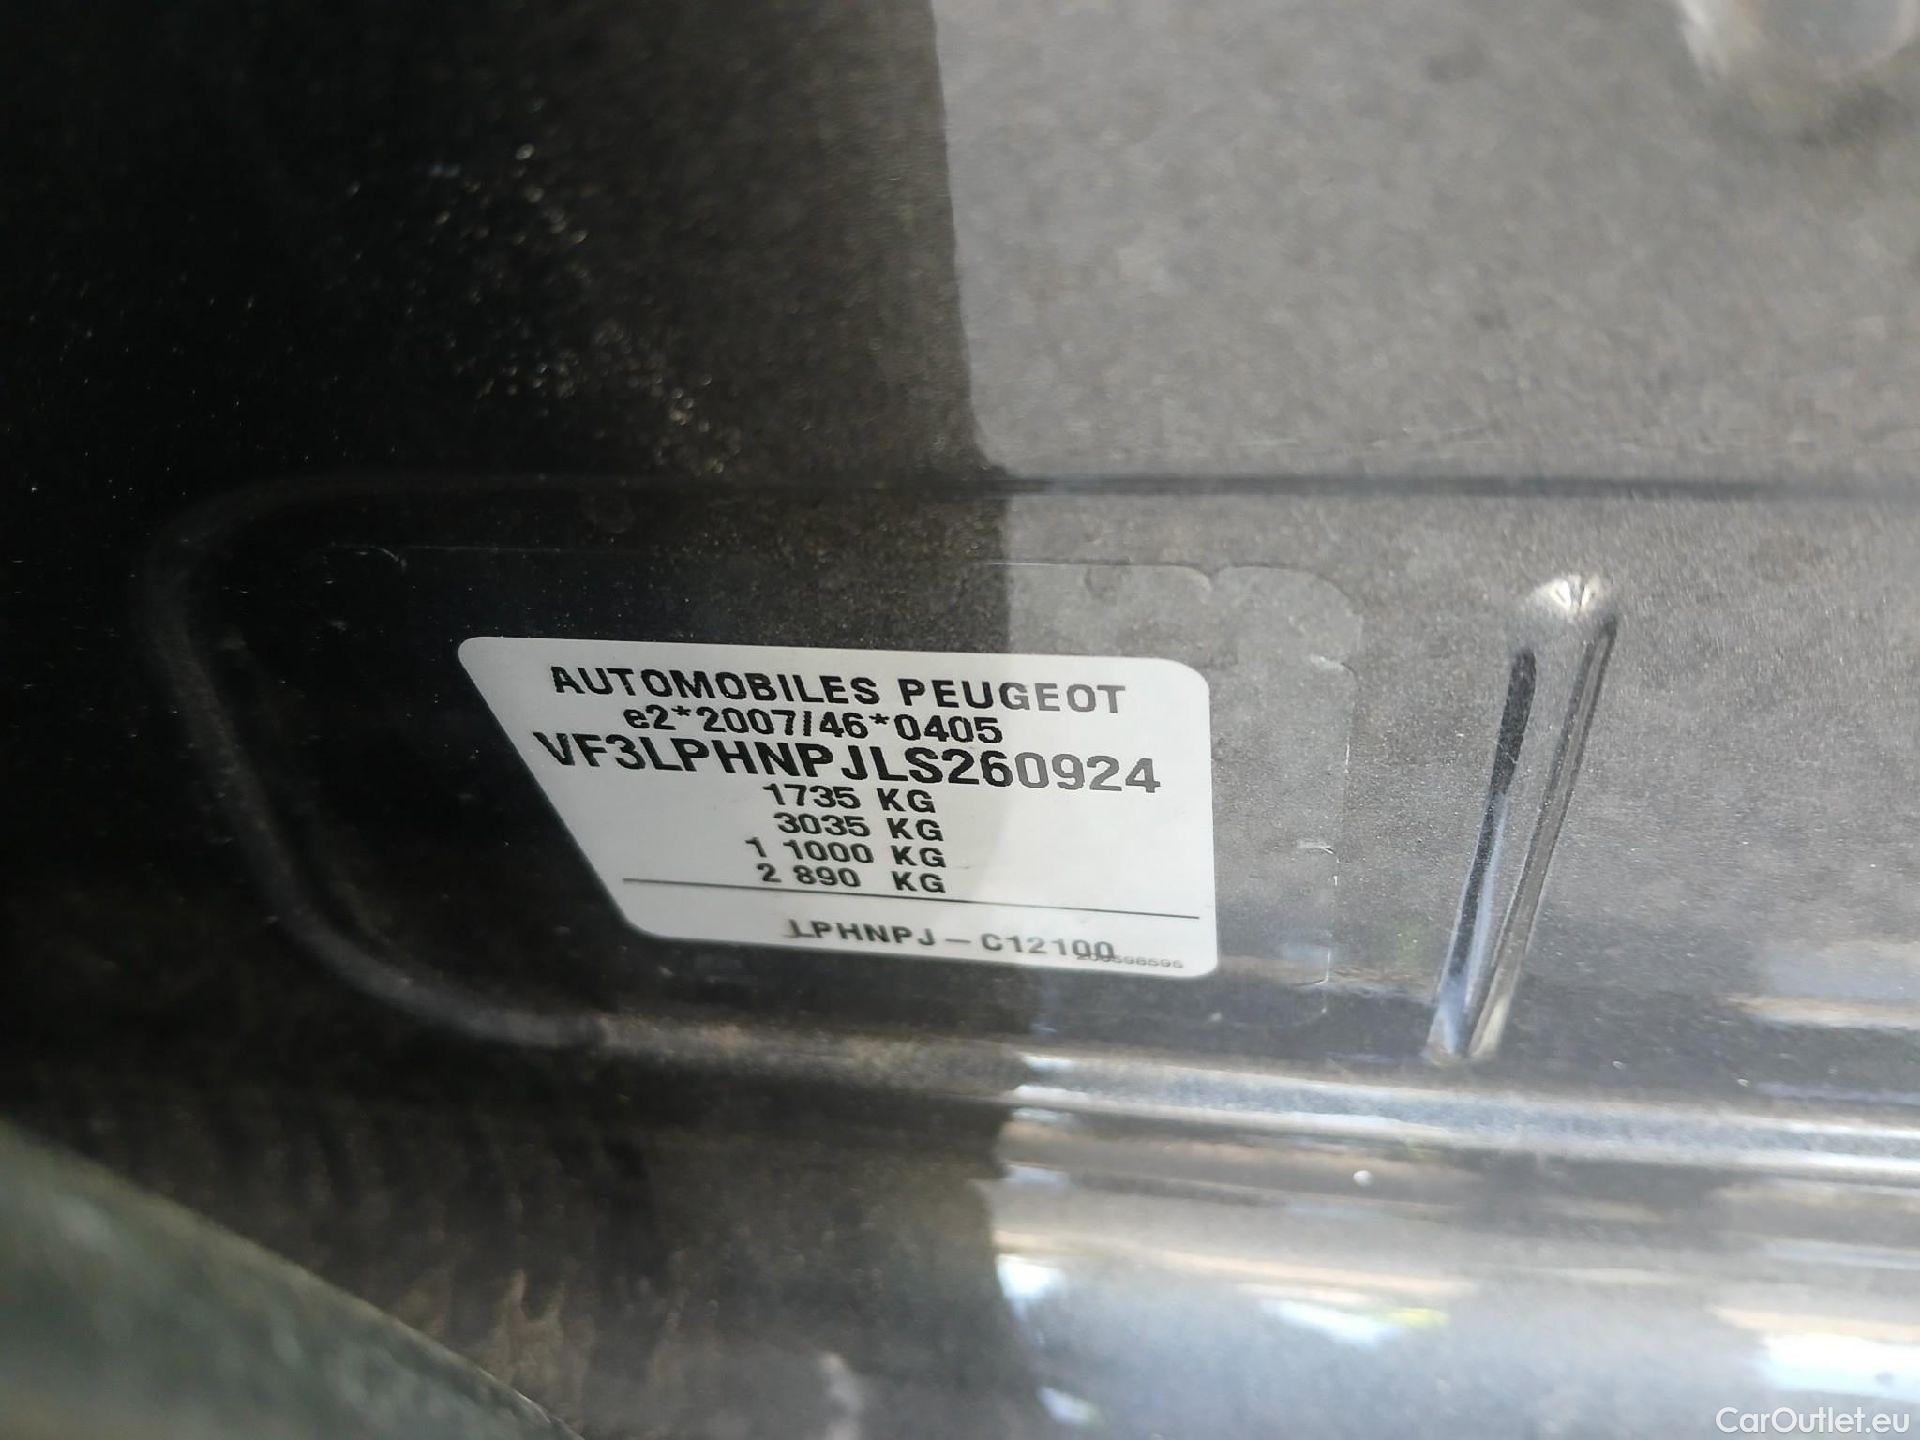 AUTOMOBILES PEUGEOT
e2*2007/46*0405
VF3LPHNPJLS260924
1735 KG
3035 KG
1 1000 KG
2 890 KG
LPHNPJ - C12100
CarOutlet.eu